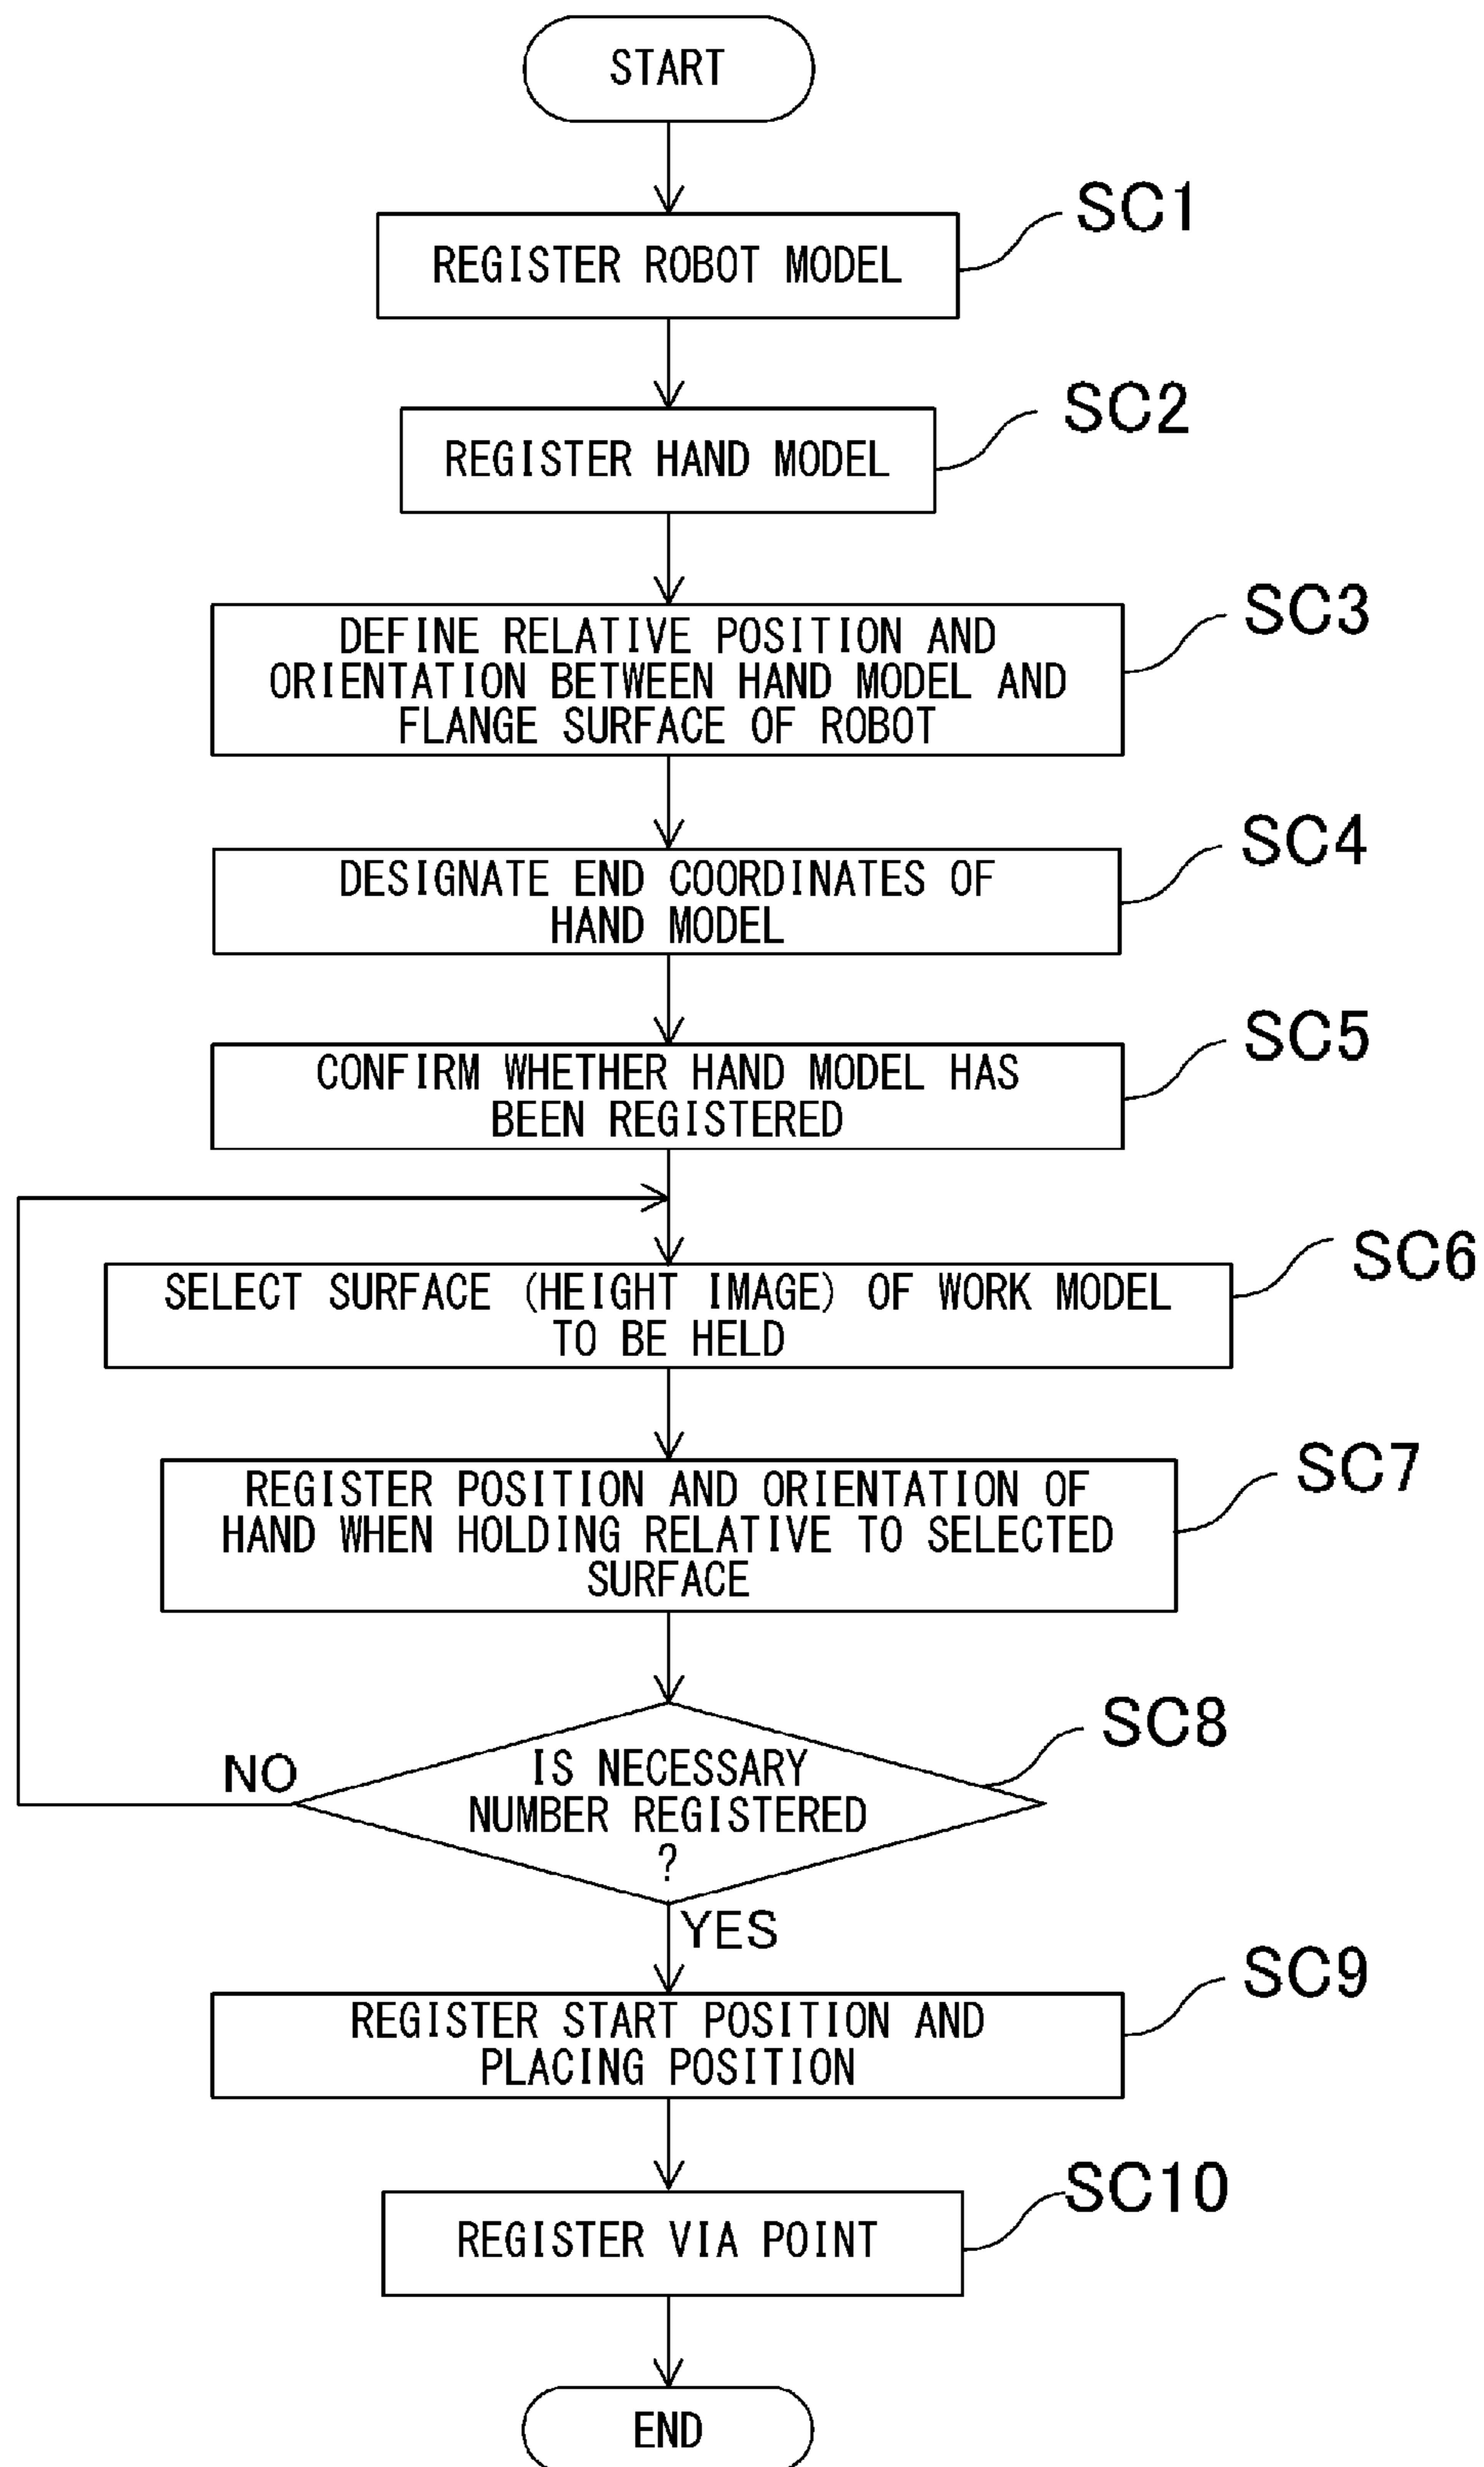 START
SC1
REGISTER ROBOT MODEL
SC2
REGISTER HAND MODEL
SC3
DEFINE RELATIVE POSITION AND
ORIENTATION BETWEEN HAND MODEL AND
FLANGE SURFACE OF ROBOT
SC4
DESIGNATE END COORDINATES OF
HAND MODEL
SC5
CONFIRM WHETHER HAND MODEL HAS
BEEN REGISTERED
SC6
SELECT SURFACE (HEIGHT IMAGE) OF WORK MODEL
TO BE HELD
SC7
REGISTER POSITION AND ORIENTATION OF
HAND WHEN HOLDING RELATIVE TO SELECTED
SURFACE
SC8
NO
IS NECESSARY
NUMBER REGISTERED
?
YES
SC9
REGISTER START POSITION AND
PLACING POSITION
SC10
REGISTER VIA POINT
END